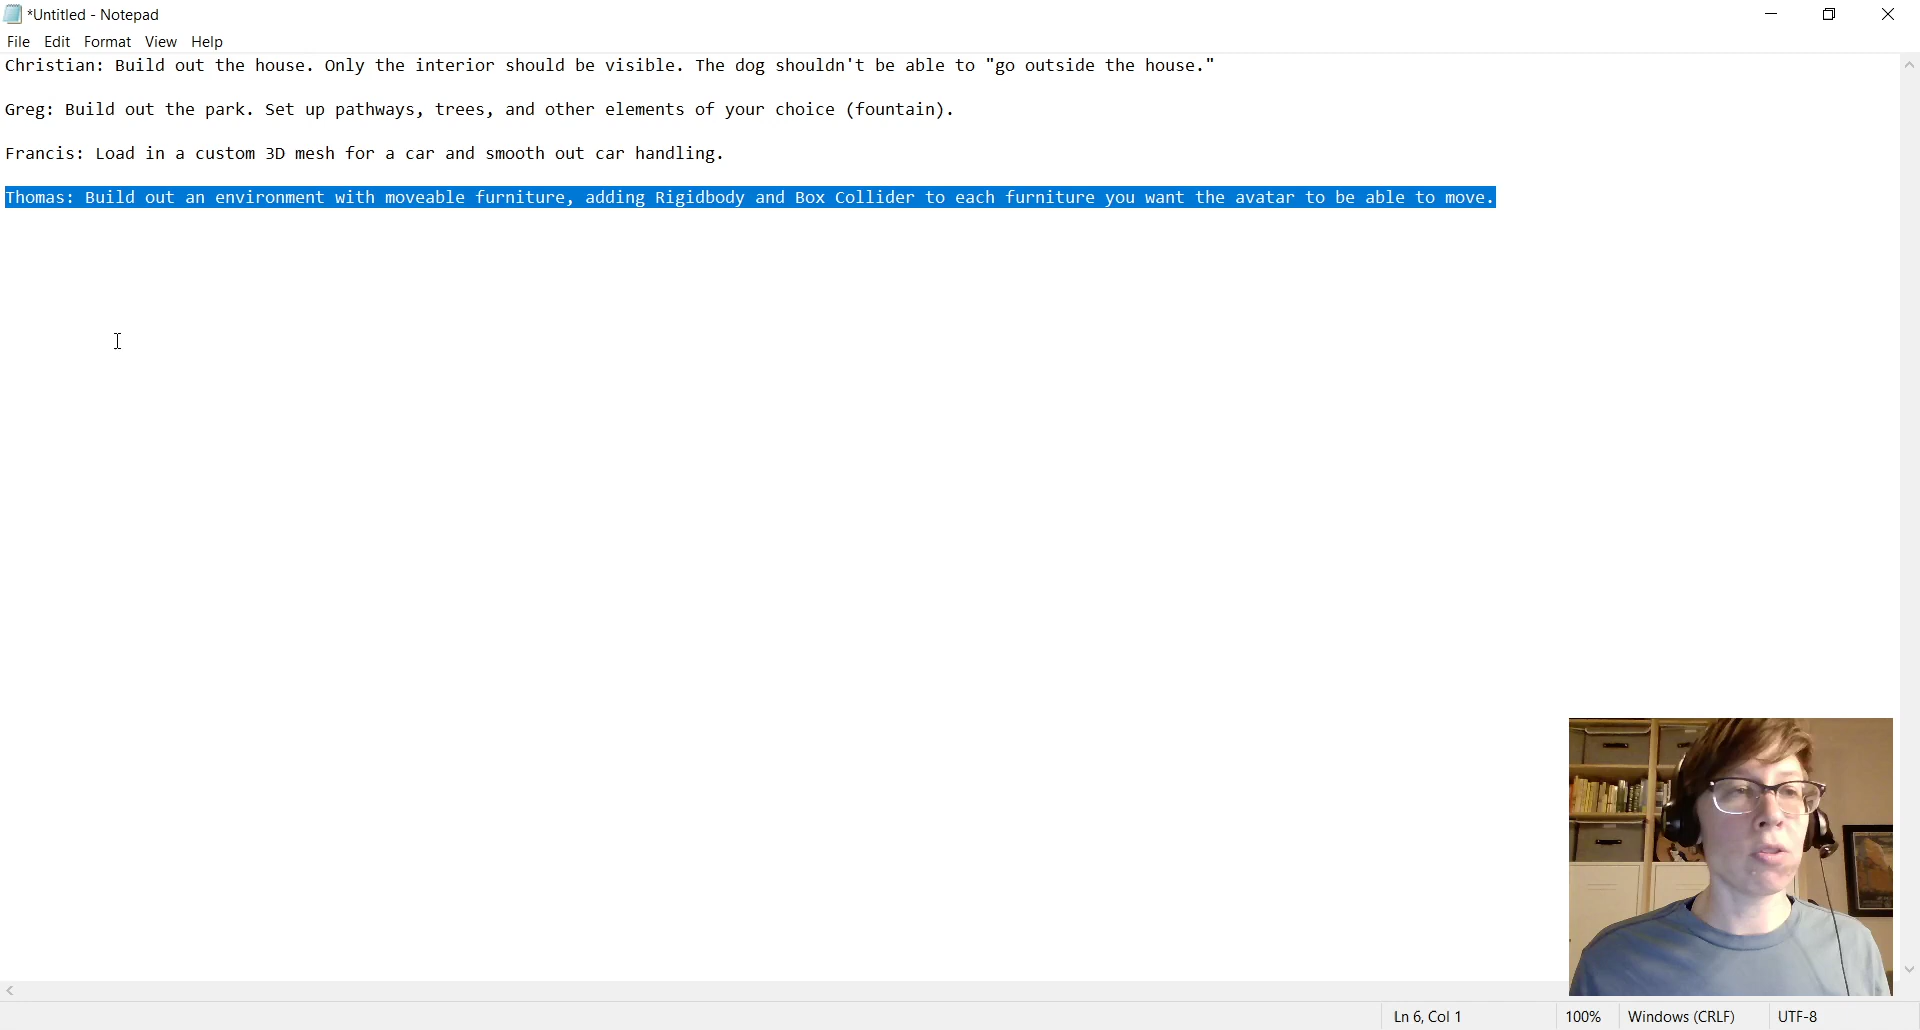 *Untitled - Notepad
File Edit Format View Help
Christian: Build out the house. Only the interior should be visible. The dog shouldn't be able to "go outside the house."
Greg: Build out the park. Set up pathways, trees, and other elements of your choice (fountain).
Francis: Load in a custom 3D mesh for a car and smooth out car handling.
Thomas: Build out an environment with moveable furniture, adding Rigidbody and Box Collider to each furniture you want the avatar to be able to move.
Ln 6, Col 1 100% Windows (CRLF) UTF-8